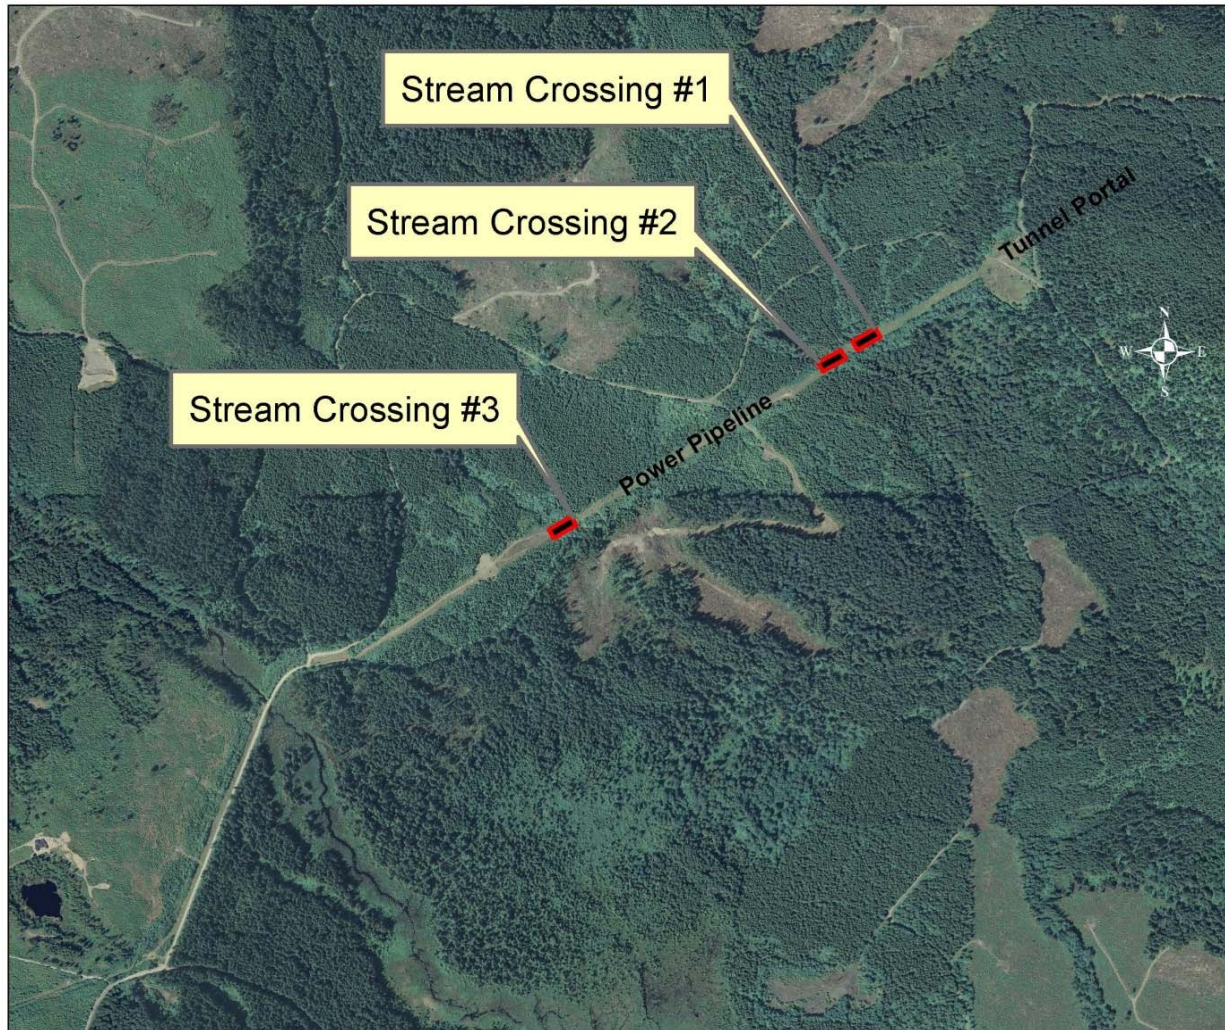 Stream Crossing #1
Stream Crossing #2
Tunnel Portal
N
W
E
S
Stream Crossing #3
Power Pipeline